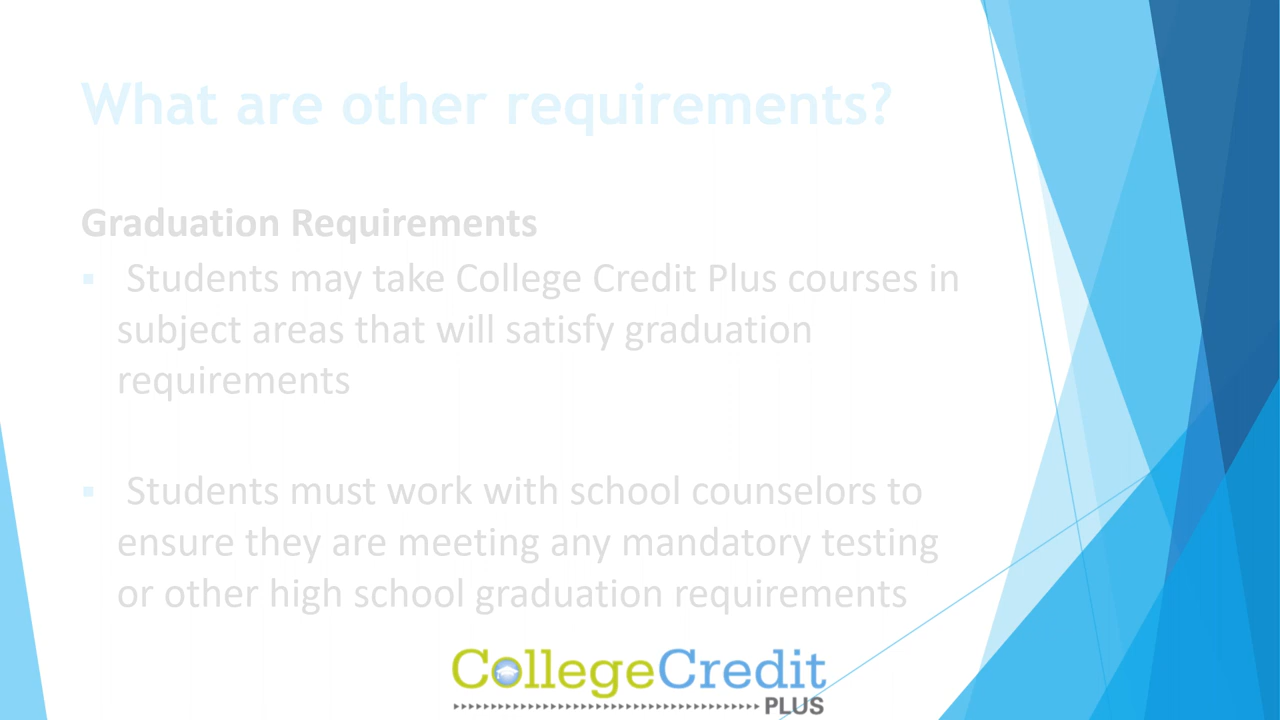 What are other requirements?
Graduation Requirements
▪ Students may take College Credit Plus courses in
subject areas that will satisfy graduation
requirements
▪ Students must work with school counselors to
ensure they are meeting any mandatory testing
or other high school graduation requirements
CollegeCredit
PLUS